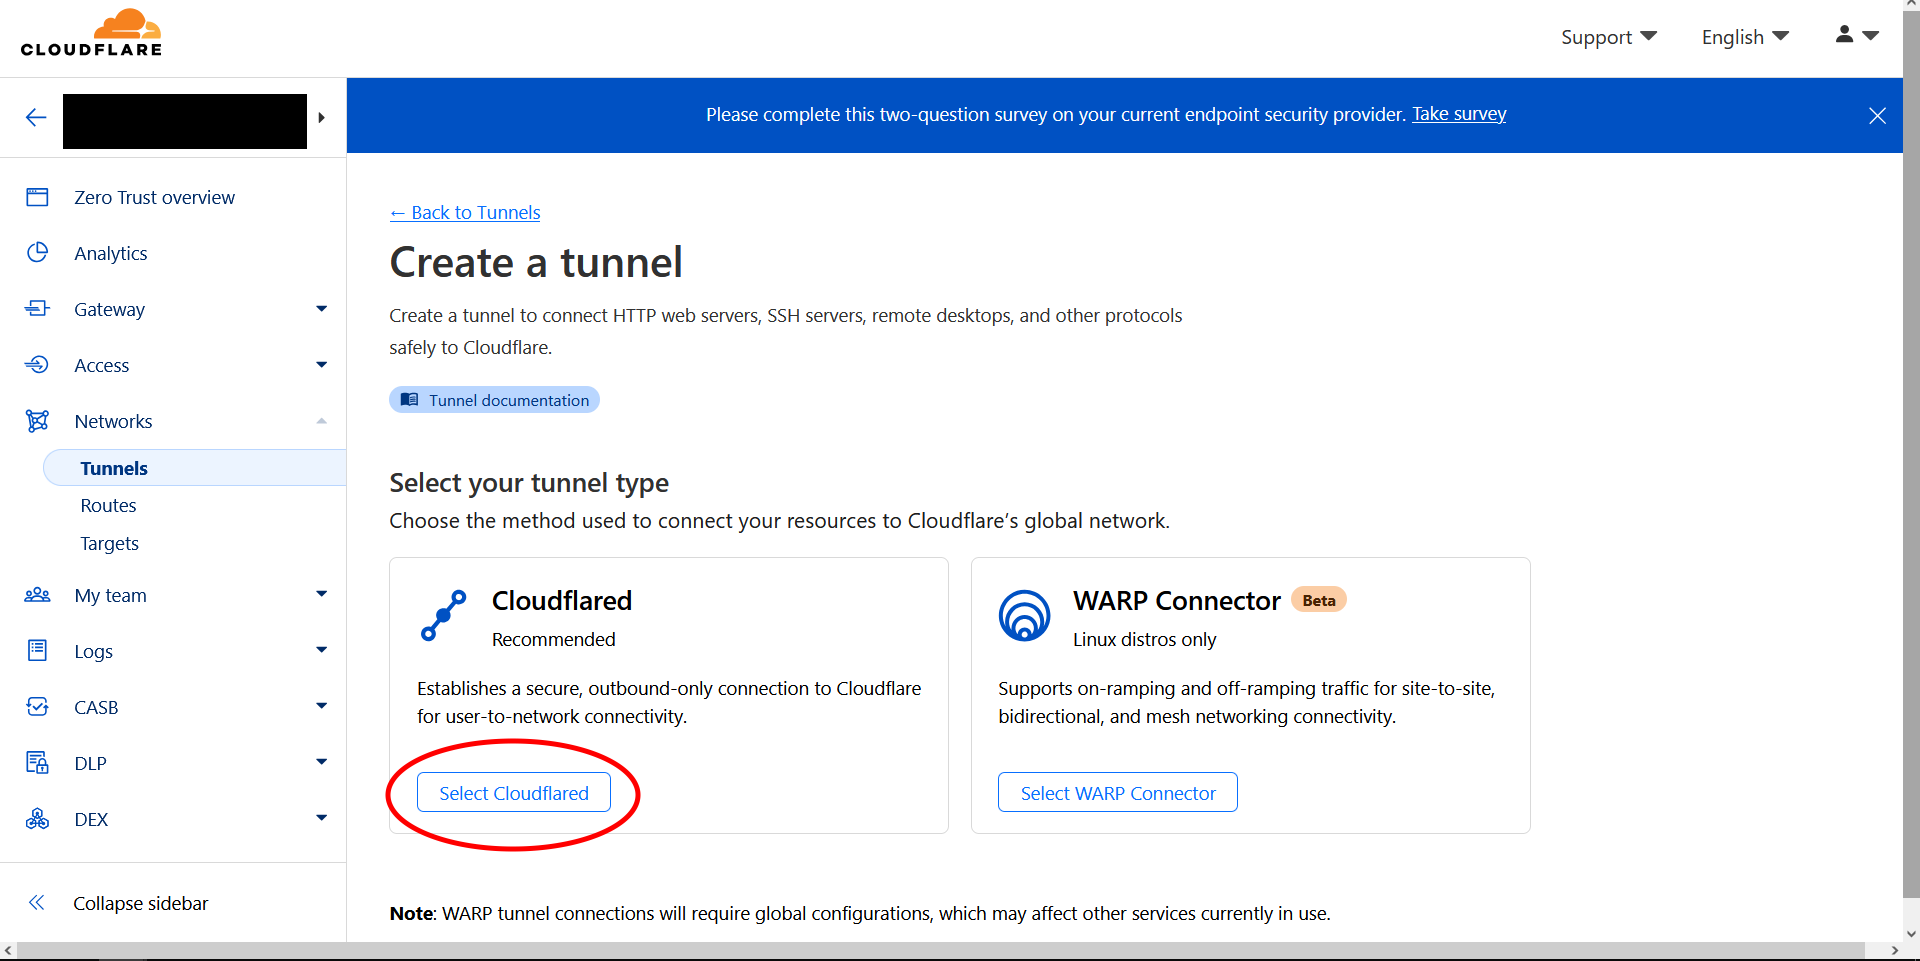 CLOUDFLARE
Support
English
Please complete this two-question survey on your current endpoint security provider. Take survey
Zero Trust overview
Analytics
Gateway
Access
Networks
Tunnels
Routes
Targets
My team
Logs
CASB
DLP
DEX
Collapse sidebar
← Back to Tunnels
Create a tunnel
Create a tunnel to connect HTTP web servers, SSH servers, remote desktops, and other protocols
safely to Cloudflare.
Tunnel documentation
Select your tunnel type
Choose the method used to connect your resources to Cloudflare’s global network.
Cloudflared
Recommended
Establishes a secure, outbound-only connection to Cloudflare
for user-to-network connectivity.
Select Cloudflared
WARP Connector Beta
Linux distros only
Supports on-ramping and off-ramping traffic for site-to-site,
bidirectional, and mesh networking connectivity.
Select WARP Connector
Note: WARP tunnel connections will require global configurations, which may affect other services currently in use.